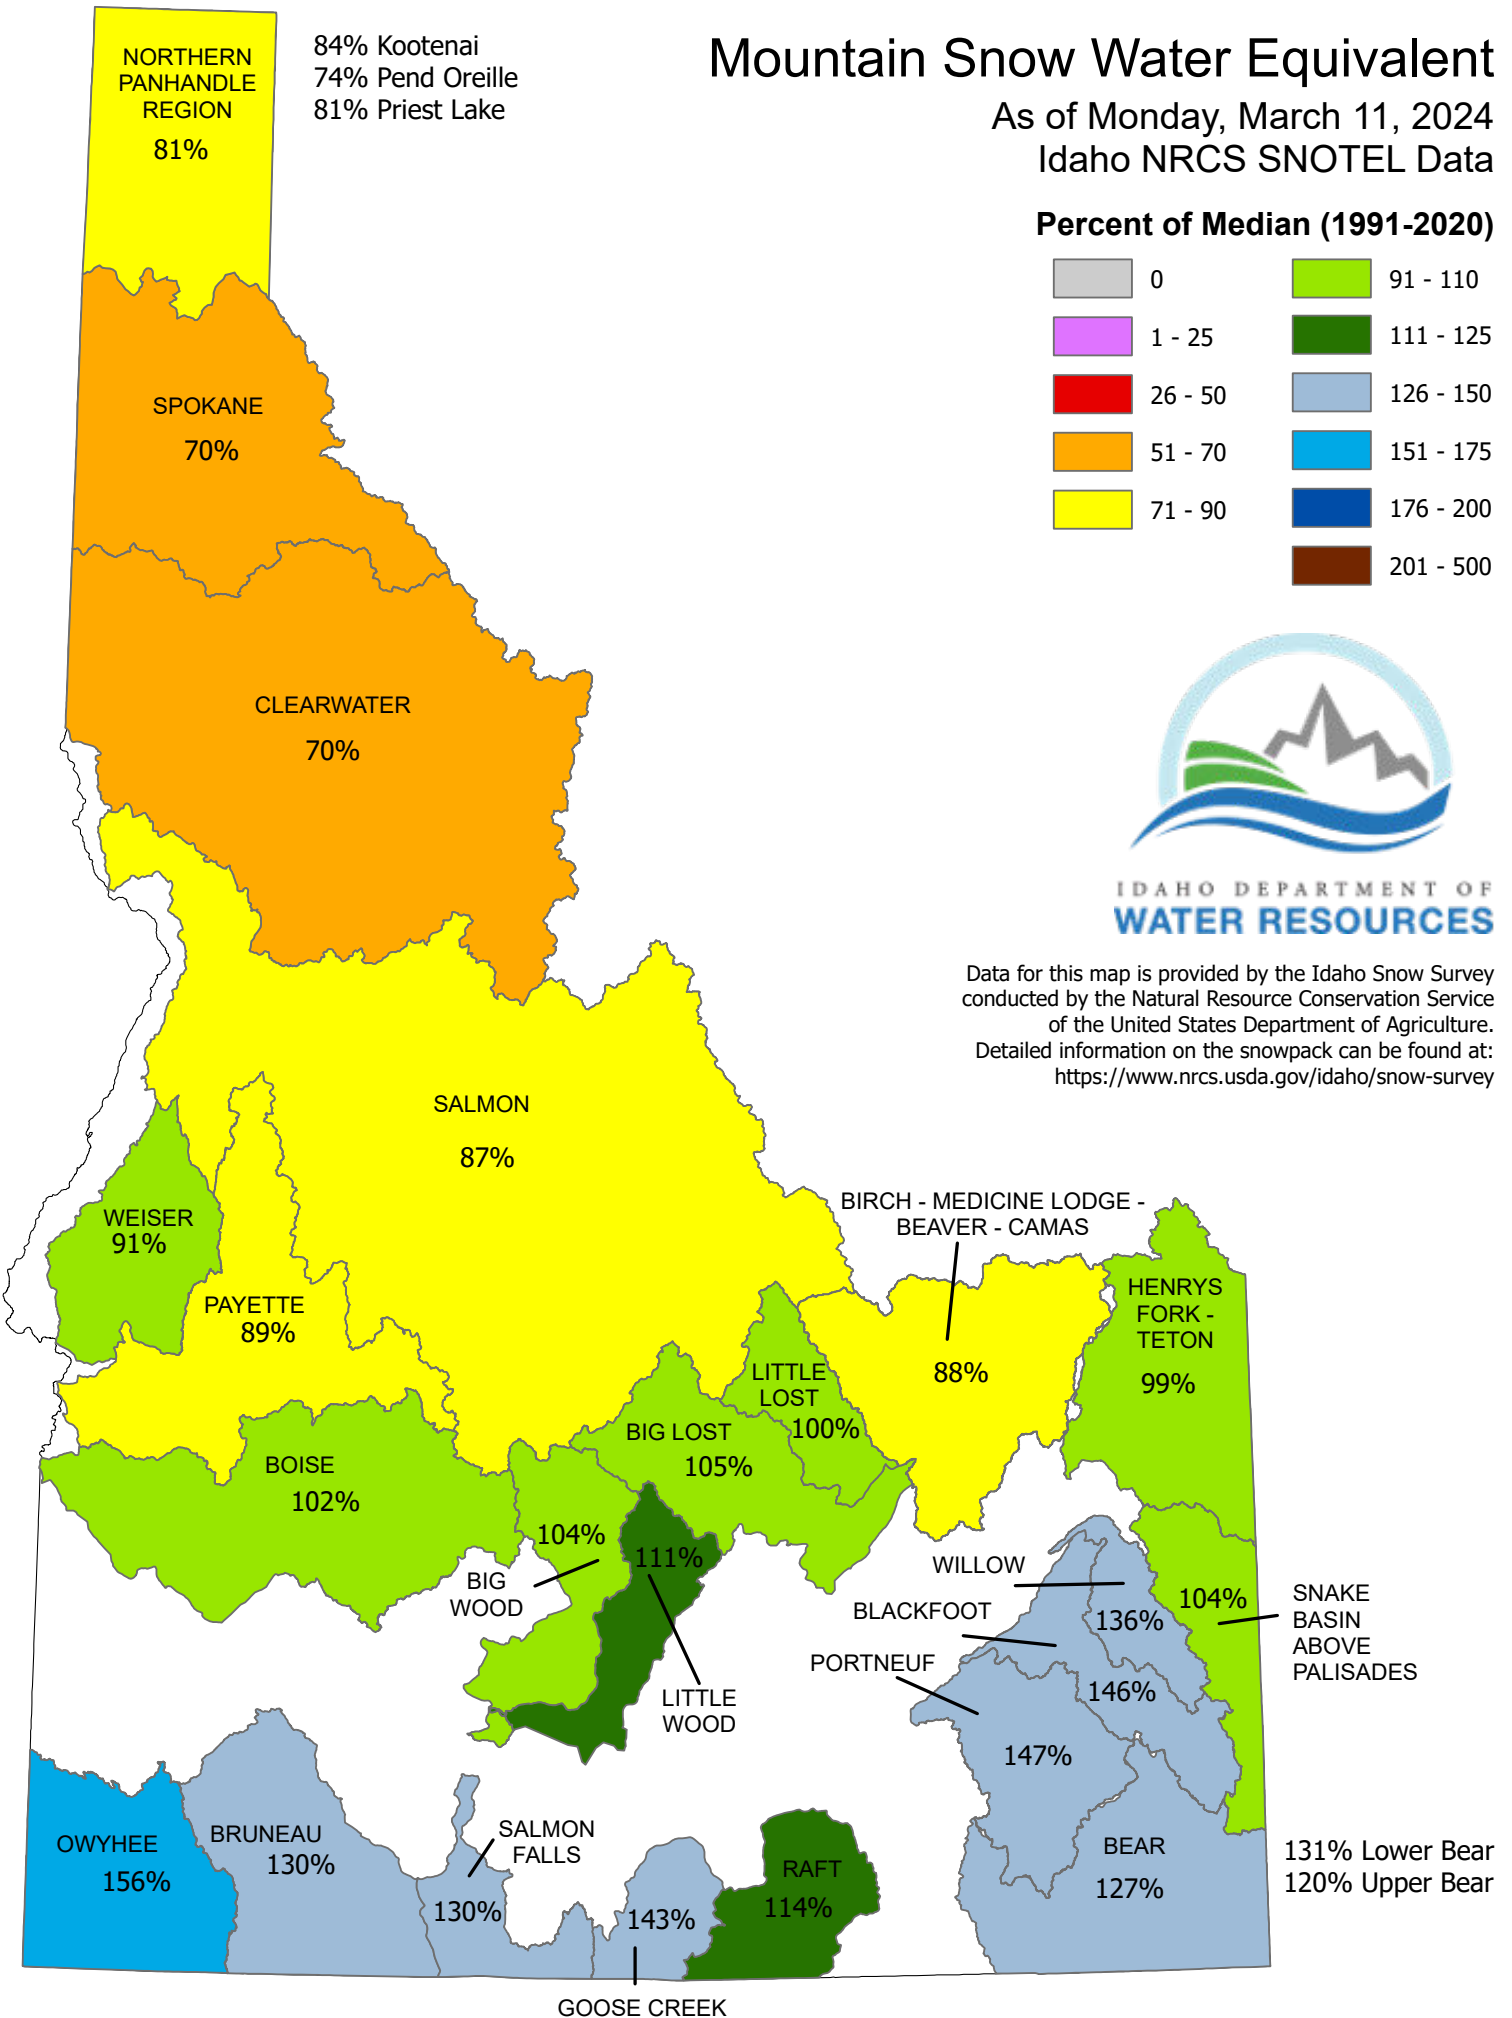 Mountain Snow Water Equivalent
As of Monday, March 11, 2024
Idaho NRCS SNOTEL Data
Percent of Median (1991-2020)
0
1 - 25
26 - 50
51 - 70
71 - 90
91 - 110
111 - 125
126 - 150
151 - 175
176 - 200
201 - 500
IDAHO DEPARTMENT OF
WATER RESOURCES
Data for this map is provided by the Idaho Snow Survey
conducted by the Natural Resource Conservation Service
of the United States Department of Agriculture.
Detailed information on the snowpack can be found at:
https://www.nrcs.usda.gov/idaho/snow-survey
NORTHERN
PANHANDLE
REGION
81%
84% Kootenai
74% Pend Oreille
81% Priest Lake
SPOKANE
70%
CLEARWATER
70%
SALMON
87%
WEISER
91%
PAYETTE
89%
BIRCH - MEDICINE LODGE -
BEAVER - CAMAS
88%
HENRYS
FORK -
TETON
99%
LITTLE
LOST
100%
BIG LOST
105%
BOISE
102%
104%
BIG
WOOD
111%
LITTLE
WOOD
WILLOW
136%
BLACKFOOT
146%
PORTNEUF
147%
104%
SNAKE
BASIN
ABOVE
PALISADES
OWYHEE
156%
BRUNEAU
130%
SALMON
FALLS
130%
143%
GOOSE CREEK
RAFT
114%
BEAR
127%
131% Lower Bear
120% Upper Bear